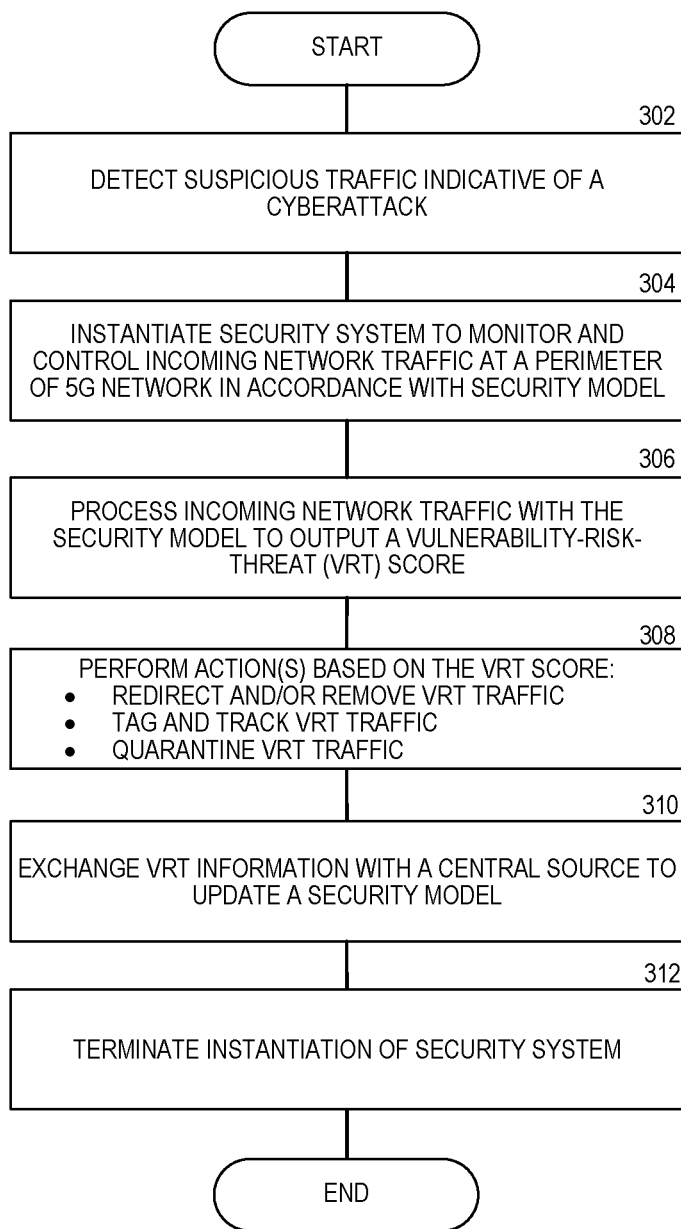 START
302
DETECT SUSPICIOUS TRAFFIC INDICATIVE OF A
CYBERATTACK
304
INSTANTIATE SECURITY SYSTEM TO MONITOR AND
CONTROL INCOMING NETWORK TRAFFIC AT A PERIMETER
OF 5G NETWORK IN ACCORDANCE WITH SECURITY MODEL
306
PROCESS INCOMING NETWORK TRAFFIC WITH THE
SECURITY MODEL TO OUTPUT A VULNERABILITY-RISK-
THREAT (VRT) SCORE
308
PERFORM ACTION(S) BASED ON THE VRT SCORE:
• REDIRECT AND/OR REMOVE VRT TRAFFIC
• TAG AND TRACK VRT TRAFFIC
• QUARANTINE VRT TRAFFIC
310
EXCHANGE VRT INFORMATION WITH A CENTRAL SOURCE TO
UPDATE A SECURITY MODEL
312
TERMINATE INSTANTIATION OF SECURITY SYSTEM
END